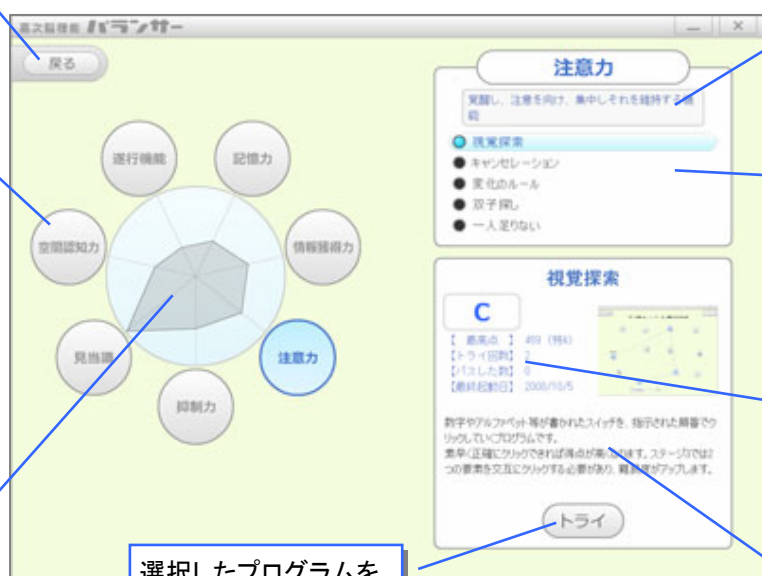 高次脳機能 バランサー
戻る
遂行機能
記憶力
空間認知力
情報獲得力
見当識
注意力
抑制力
注意力
覚醒し、注意を向け、集中しそれを維持する機
能
視覚探索
キャンセレーション
変化のルール
双子探し
一人足りない
視覚探索
C
【 最高点 】
【トライ回数】 2
【パスした数】 0
【最終起動日】 2008/10/5
数字やアルファベット等が書かれたスイッチを、指示された順番でク
リックしていくプログラムです。
素早く正確にクリックできれば得点が高くなります。ステージ3では2
つの要素を交互にクリックする必要があり、難易度がアップします。
トライ
選択したプログラムを